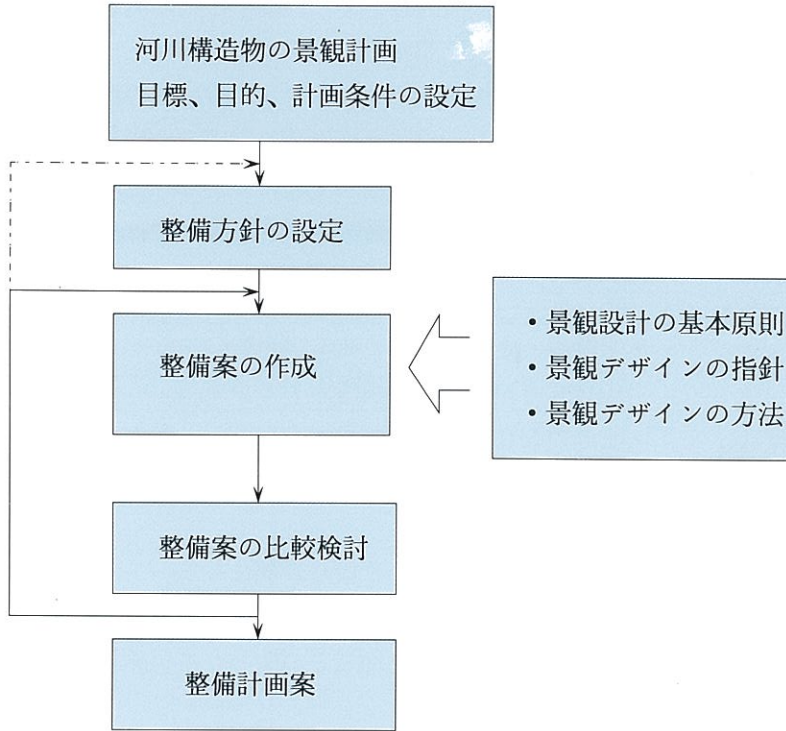 河川構造物の景観計画
目標、目的、計画条件の設定
整備方針の設定
整備案の作成
・景観設計の基本原則
・景観デザインの指針
・景観デザインの方法
整備案の比較検討
整備計画案